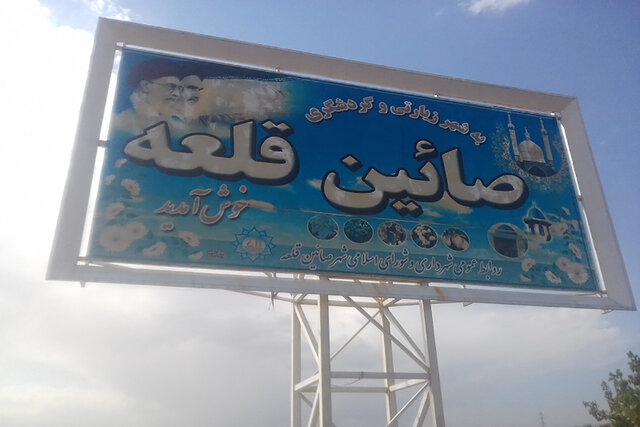 به شهر زیارتی و گردشگری
صائین قلعه
خوش آمدید
روابط عمومی شهرداری و شورای اسلامی شهر صائین قلعه